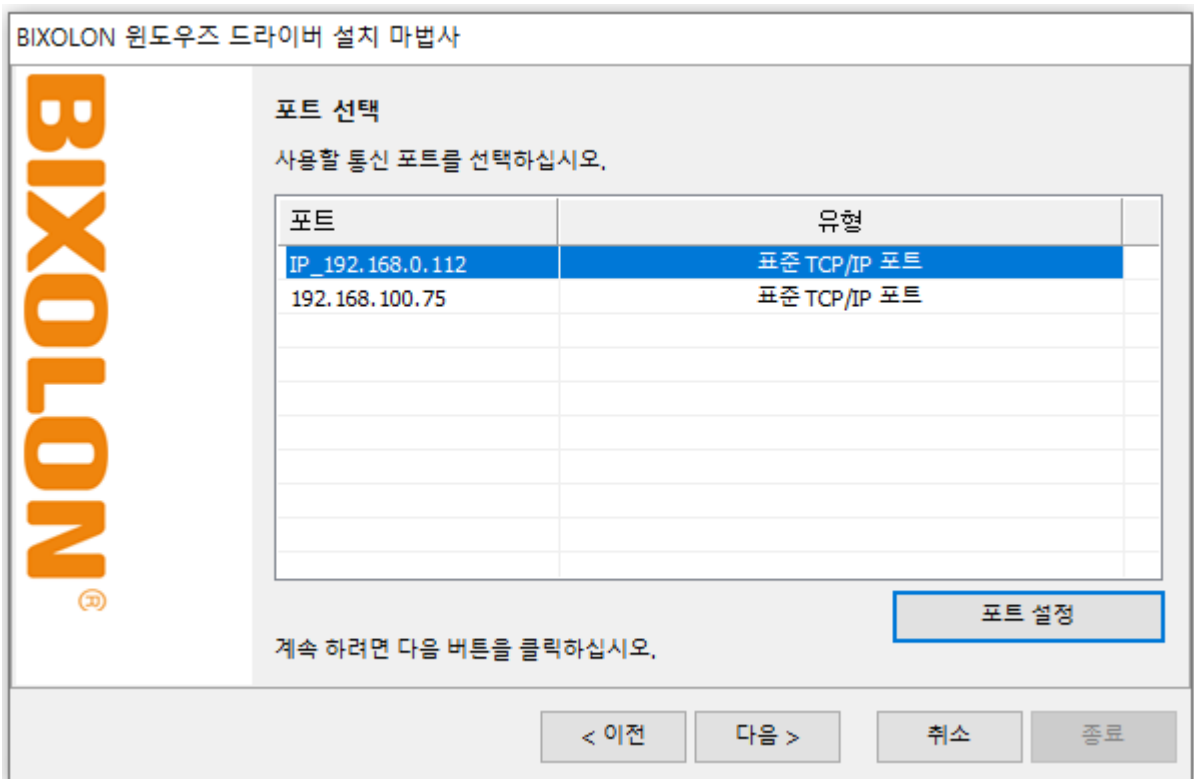 BIXOLON 윈도우즈 드라이버 설치 마법사
BIXOLON®
포트 선택
사용할 통신 포트를 선택하십시오.
포트 유형
IP_192.168.0.112 표준 TCP/IP 포트
192.168.100.75 표준 TCP/IP 포트
포트 설정
계속 하려면 다음 버튼을 클릭하십시오.
< 이전 다음 > 취소 종료